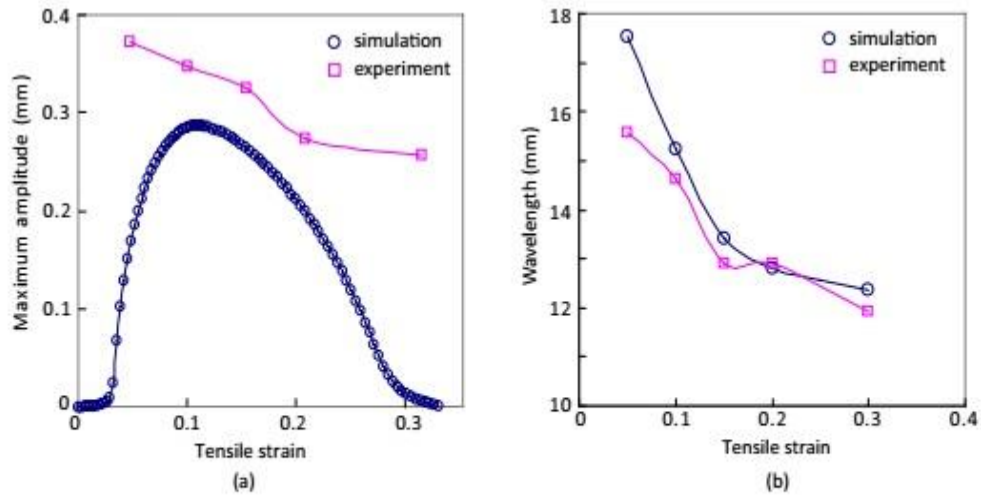 0.4
0.3
0.2
0.1
0
Maximum amplitude (mm)
simulation
experiment
0
0.1
0.2
0.3
Tensile strain
(a)
18
16
14
12
10
Wavelength (mm)
simulation
experiment
0
0.1
0.2
0.3
0.4
Tensile strain
(b)